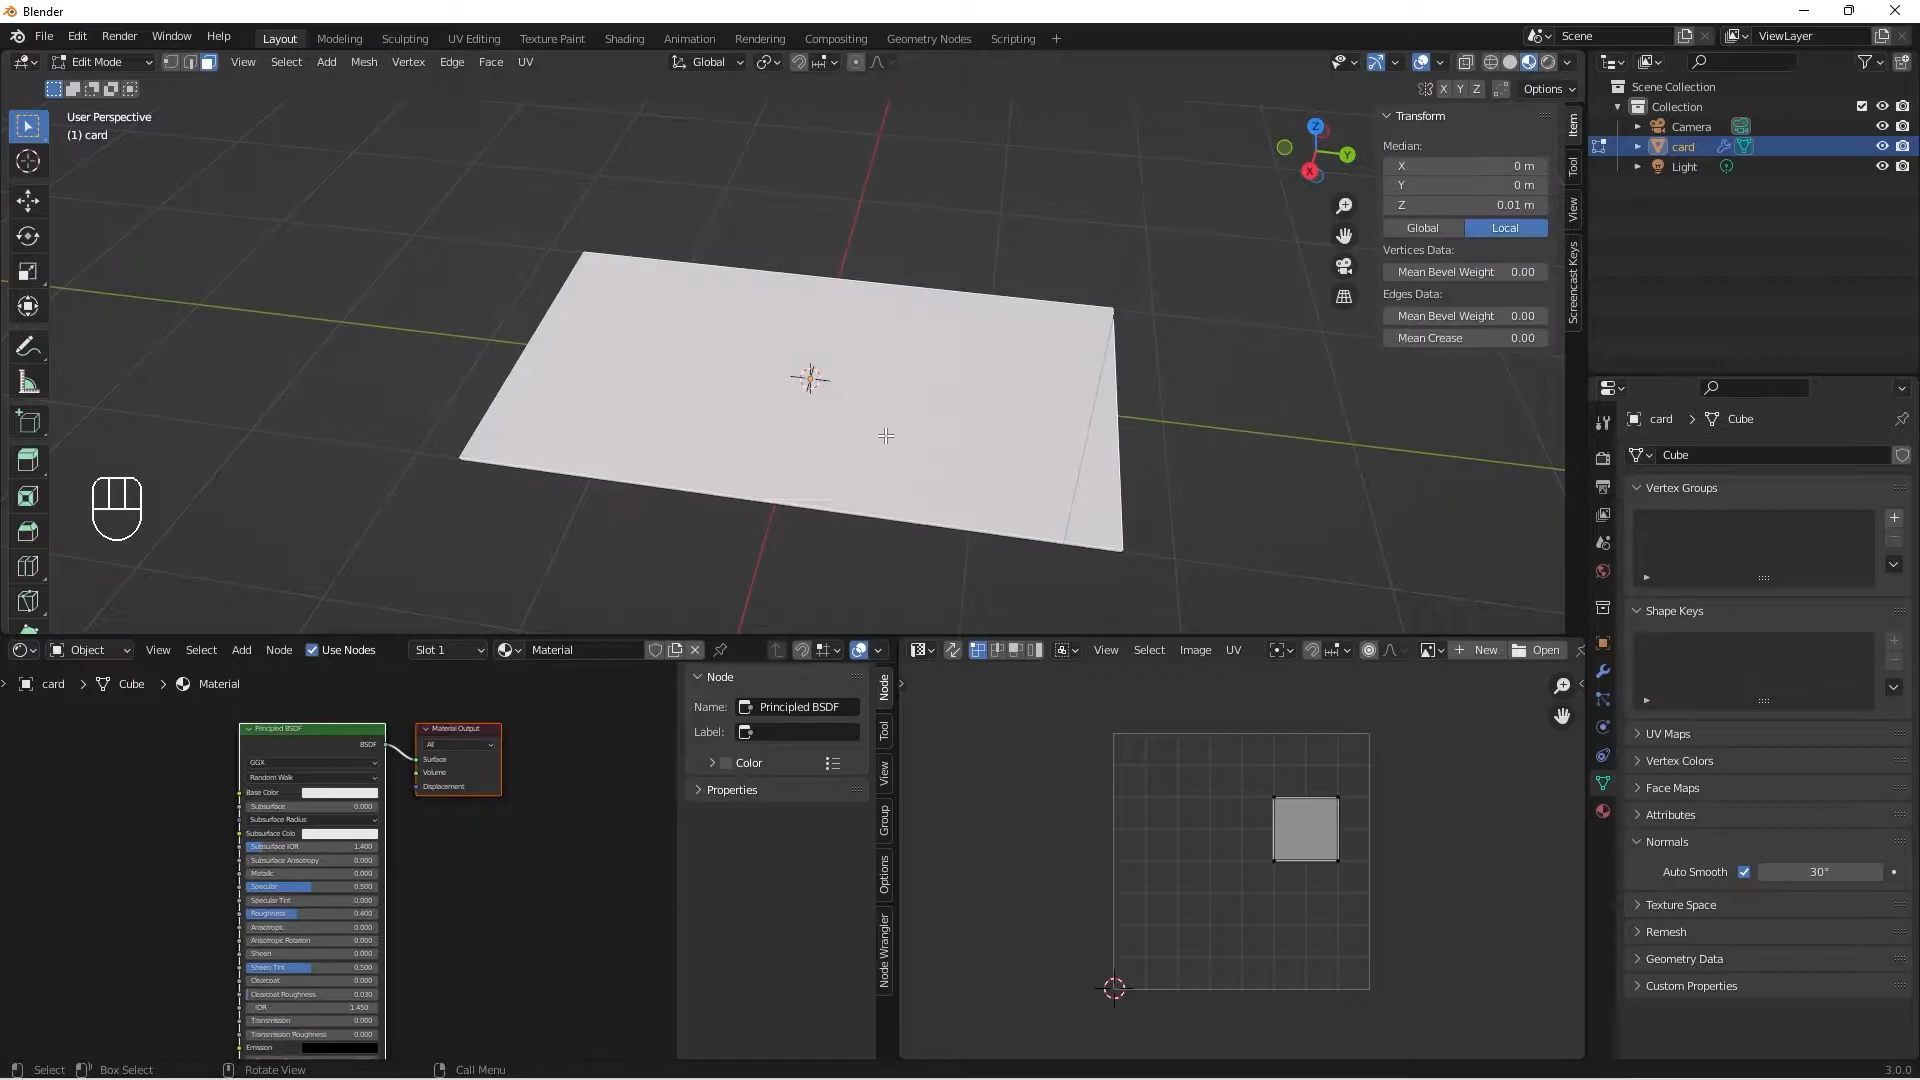 Blender
File Edit Render Window Help
Layout Modeling Sculpting UV Editing Texture Paint Shading Animation Rendering Compositing Geometry Nodes Scripting +
Scene
ViewLayer
Edit Mode View Select Add Mesh Vertex Edge Face UV
Global
X Y Z Options
User Perspective
(1) card
Z
Y
X
Transform
Median:
X 0 m
Y 0 m
Z 0.01 m
Global Local
Vertices Data:
Mean Bevel Weight 0.00
Edges Data:
Mean Bevel Weight 0.00
Mean Crease 0.00
Item
Tool
View
Screencast Keys
Scene Collection
Collection
Camera
card
Light
card > Cube
Cube
Vertex Groups
Shape Keys
UV Maps
Vertex Colors
Face Maps
Attributes
Normals
Auto Smooth 30°
Texture Space
Remesh
Geometry Data
Custom Properties
Object View Select Add Node Use Nodes Slot 1 Material
card > Cube > Material
Principled BSDF
BSDF
GGX
Random Walk
Base Color
Subsurface 0.000
Subsurface Radius
Subsurface Colo
Subsurface IOR 1.400
Subsurface Anisotropy 0.000
Metallic 0.000
Specular 0.500
Specular Tint 0.000
Roughness 0.400
Anisotropic 0.000
Anisotropic Rotation 0.000
Sheen 0.000
Sheen Tint 0.500
Clearcoat 0.000
Clearcoat Roughness 0.030
IOR 1.450
Transmission 0.000
Transmission Roughness 0.000
Emission
Material Output
All
Surface
Volume
Displacement
Node
Name: Principled BSDF
Label:
Color
Properties
Node
Tool
View
Group
Options
Node Wrangler
View Select Image UV + New Open
Select Box Select Rotate View Call Menu 3.0.0